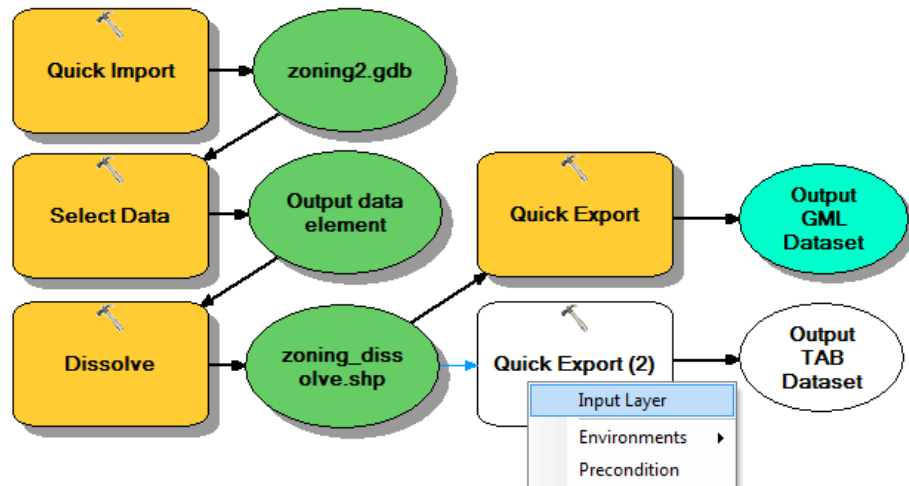 Quick Import
zoning2.gdb
Select Data
Output data
element
Quick Export
Output
GML
Dataset
Dissolve
zoning_diss
olve.shp
Quick Export (2)
Output
TAB
Dataset
Input Layer
Environments
Precondition